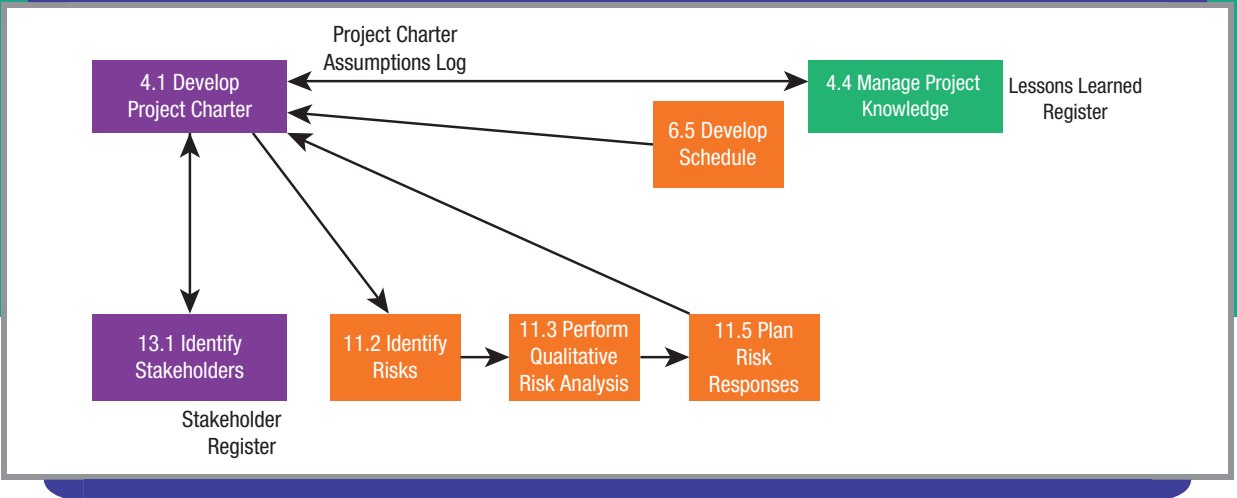 Project Charter
Assumptions Log
4.1 Develop
Project Charter
4.4 Manage Project
Knowledge
Lessons Learned
Register
6.5 Develop
Schedule
13.1 Identify
Stakeholders
11.2 Identify
Risks
11.3 Perform
Qualitative
Risk Analysis
11.5 Plan
Risk
Responses
Stakeholder
Register